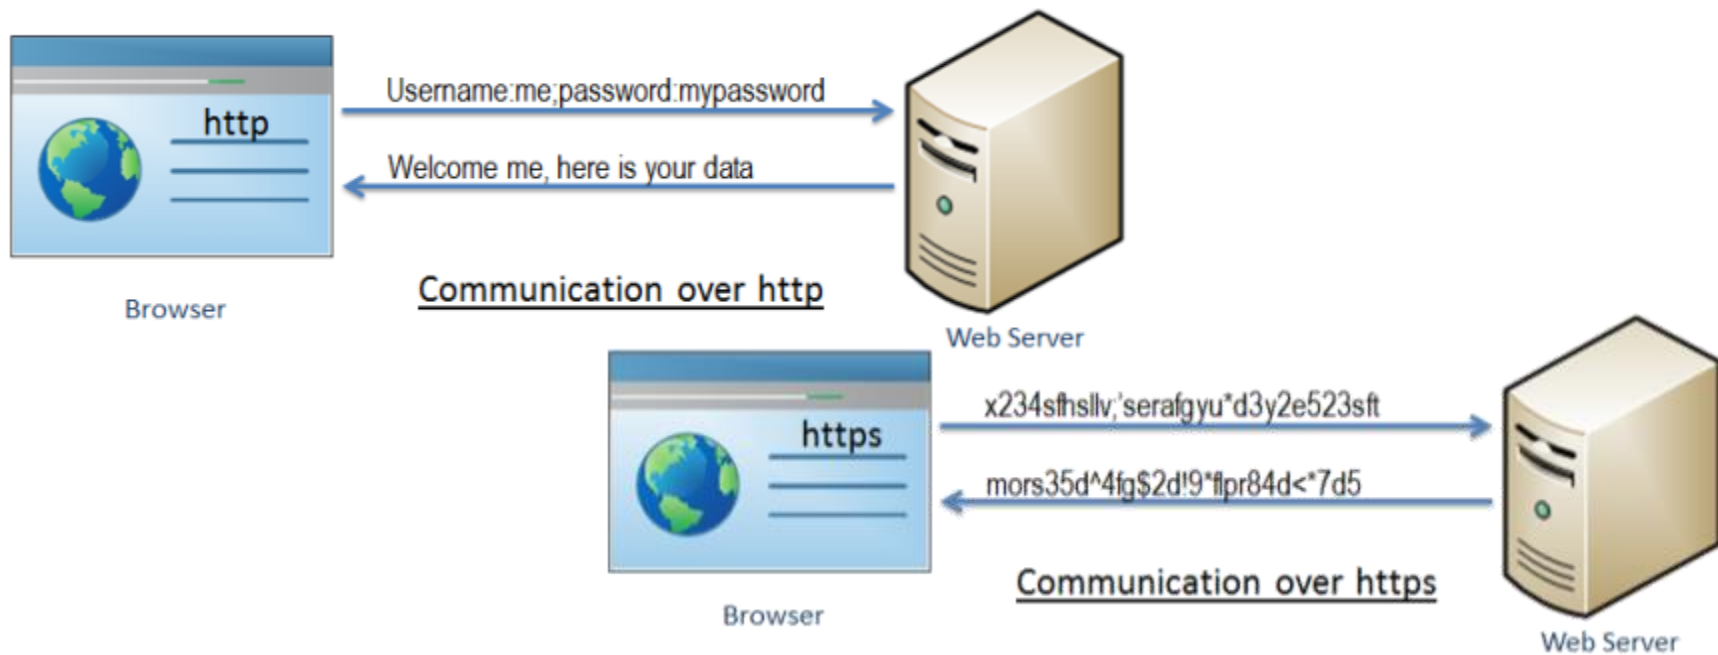 http
Username:me;password:mypassword
Welcome me, here is your data
Browser
Communication over http
Web Server
https
x234sfhsllv;'serafgyu*d3y2e523sft
mors35d^4fg$2d!9*flpr84d<*7d5
Browser
Communication over https
Web Server